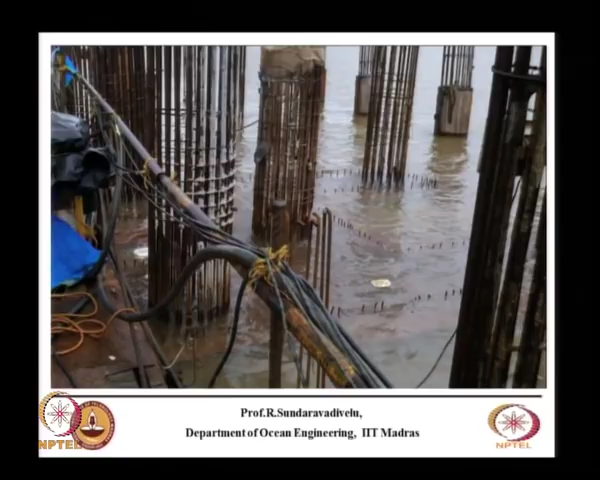 Prof.R.Sundaravadivelu,
Department of Ocean Engineering, IIT Madras
NPTEL
NPTEL